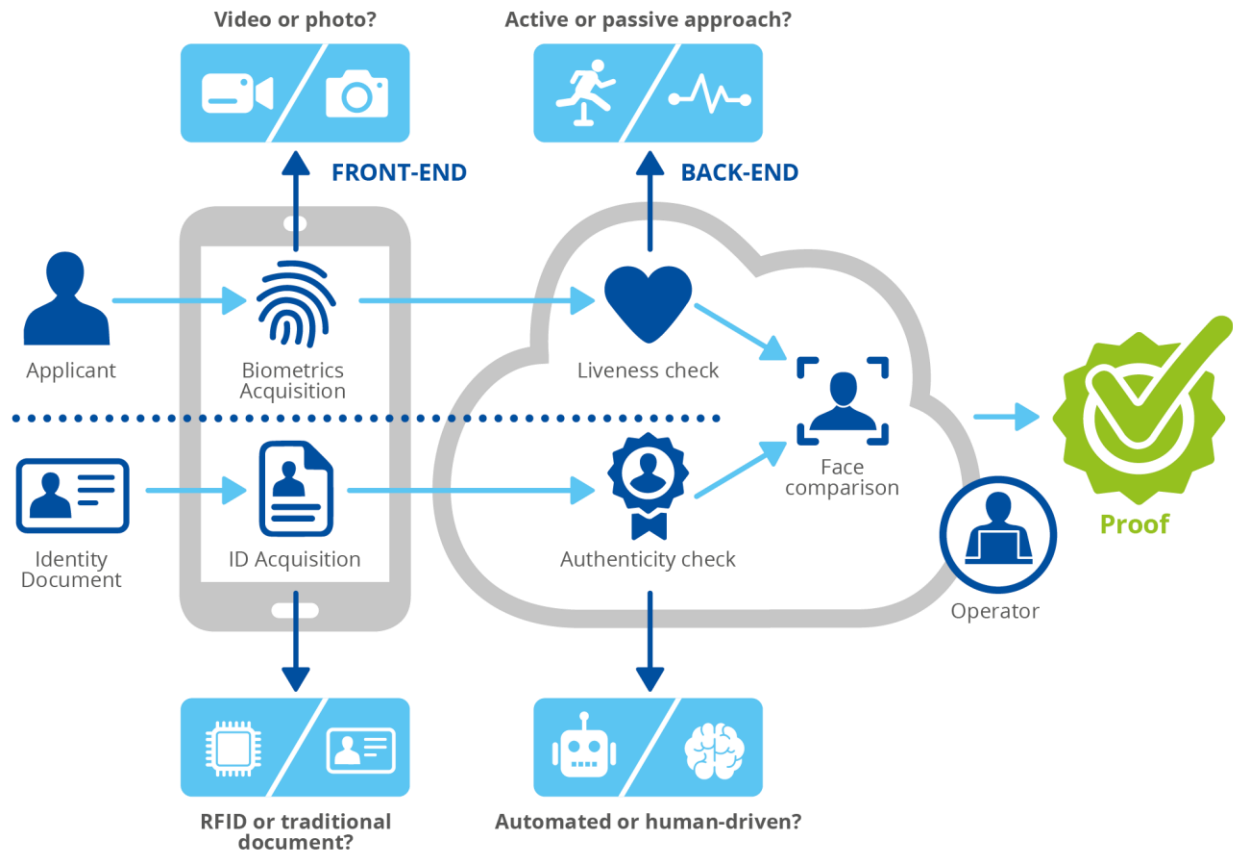 Video or photo?
Active or passive approach?
FRONT-END
BACK-END
Applicant
Biometrics
Acquisition
Liveness check
Face
comparison
Identity
Document
ID Acquisition
Authenticity check
Operator
Proof
RFID or traditional
document?
Automated or human-driven?